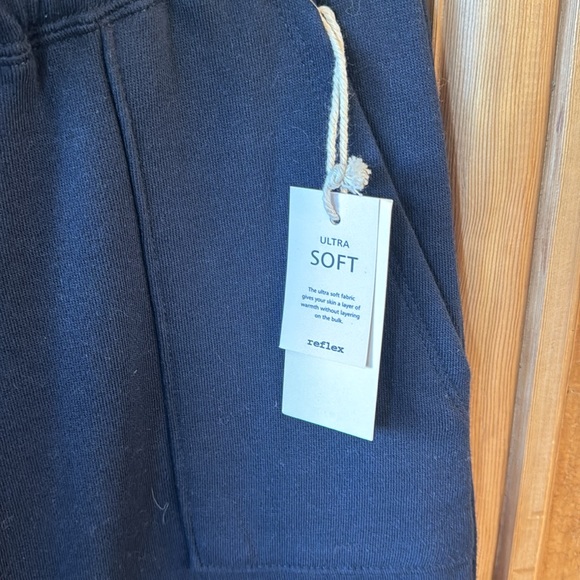 ULTRA
SOFT
The ultra soft fabric
gives your skin a layer of
warmth without layering
on the bulk.
reflex